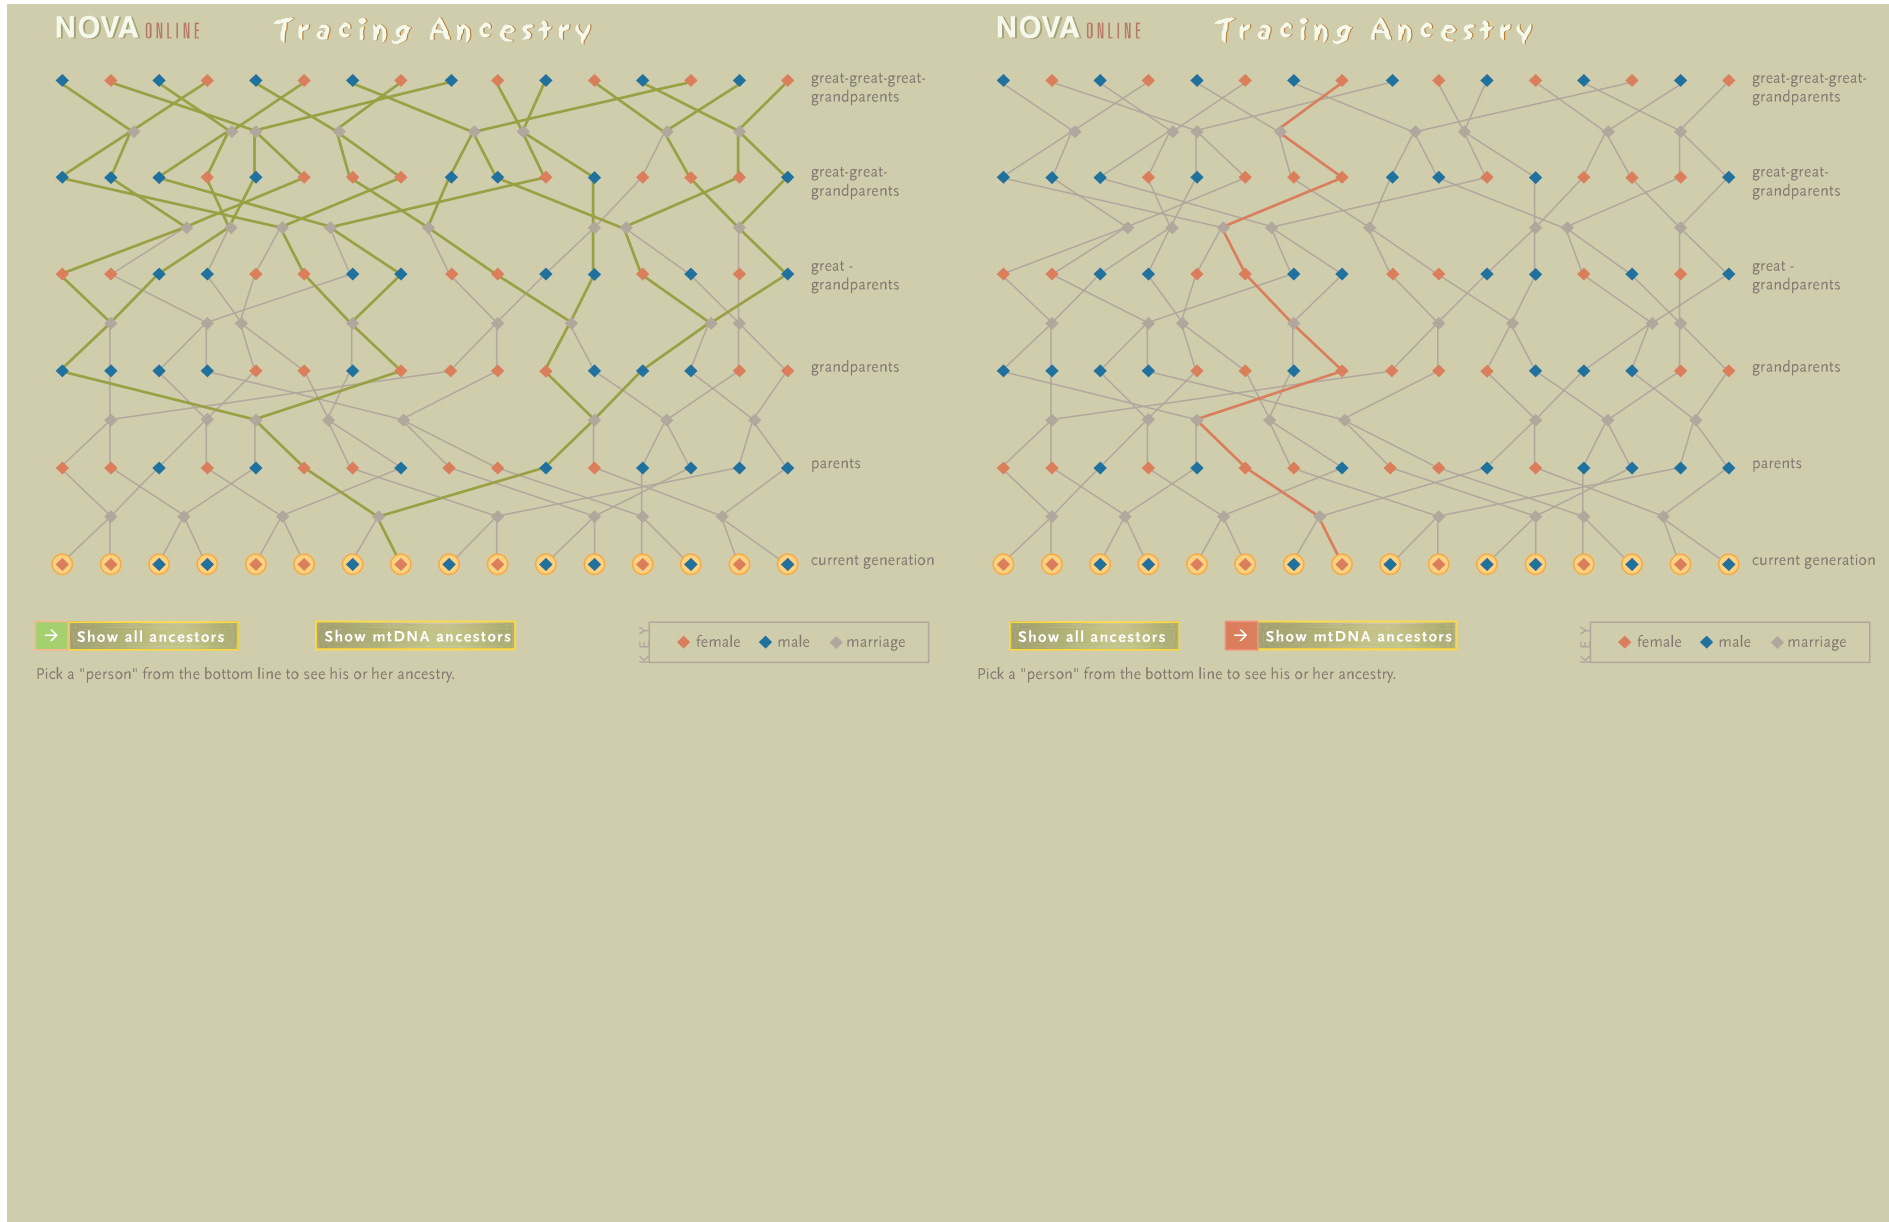 NOVA ONLINE Tracing Ancestry
great-great-great-
grandparents
great-great-
grandparents
great -
grandparents
grandparents
parents
current generation
→ Show all ancestors Show mtDNA ancestors
KEY female male marriage
Pick a "person" from the bottom line to see his or her ancestry.
NOVA ONLINE Tracing Ancestry
great-great-great-
grandparents
great-great-
grandparents
great -
grandparents
grandparents
parents
current generation
Show all ancestors → Show mtDNA ancestors
KEY female male marriage
Pick a "person" from the bottom line to see his or her ancestry.